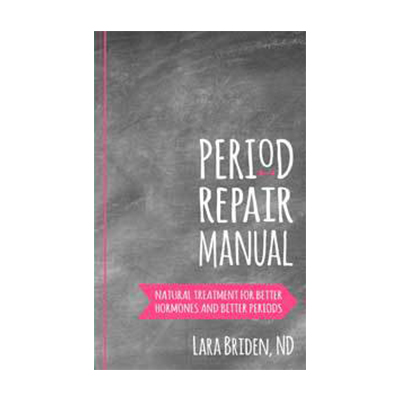 PERIOD
REPAIR
MANUAL
NATURAL TREATMENT FOR BETTER
HORMONES AND BETTER PERIODS
LARA BRIDEN, ND